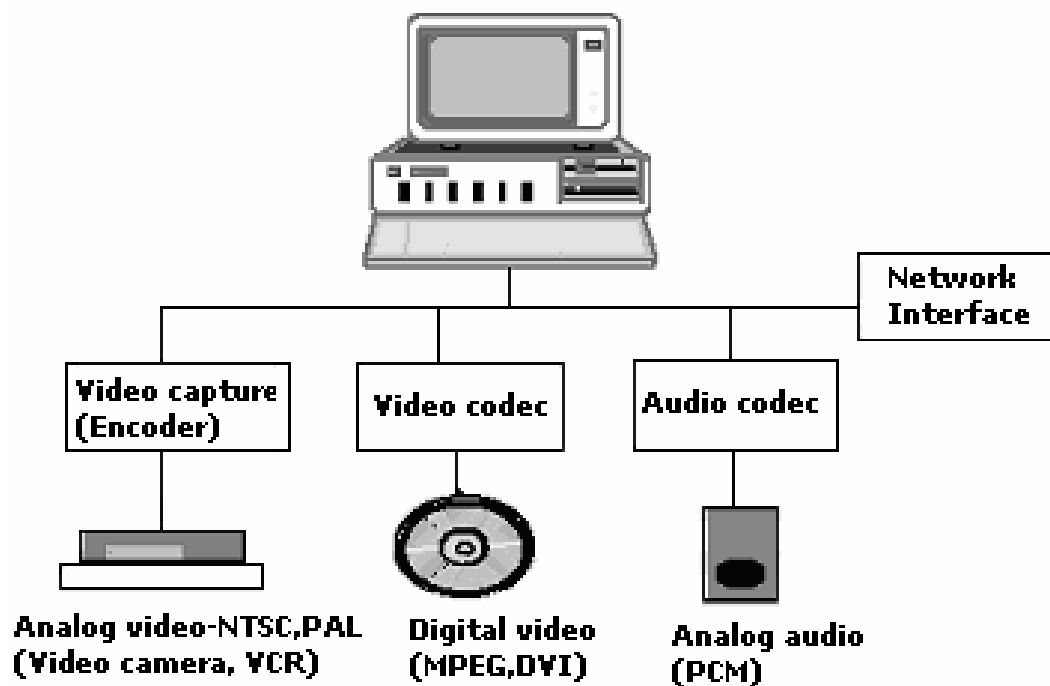 Network
Interface
Video capture
(Encoder)
Video codec
Audio codec
Analog video-NTSC,PAL
(Video camera, VCR)
Digital video
(MPEG,DVI)
Analog audio
(PCM)